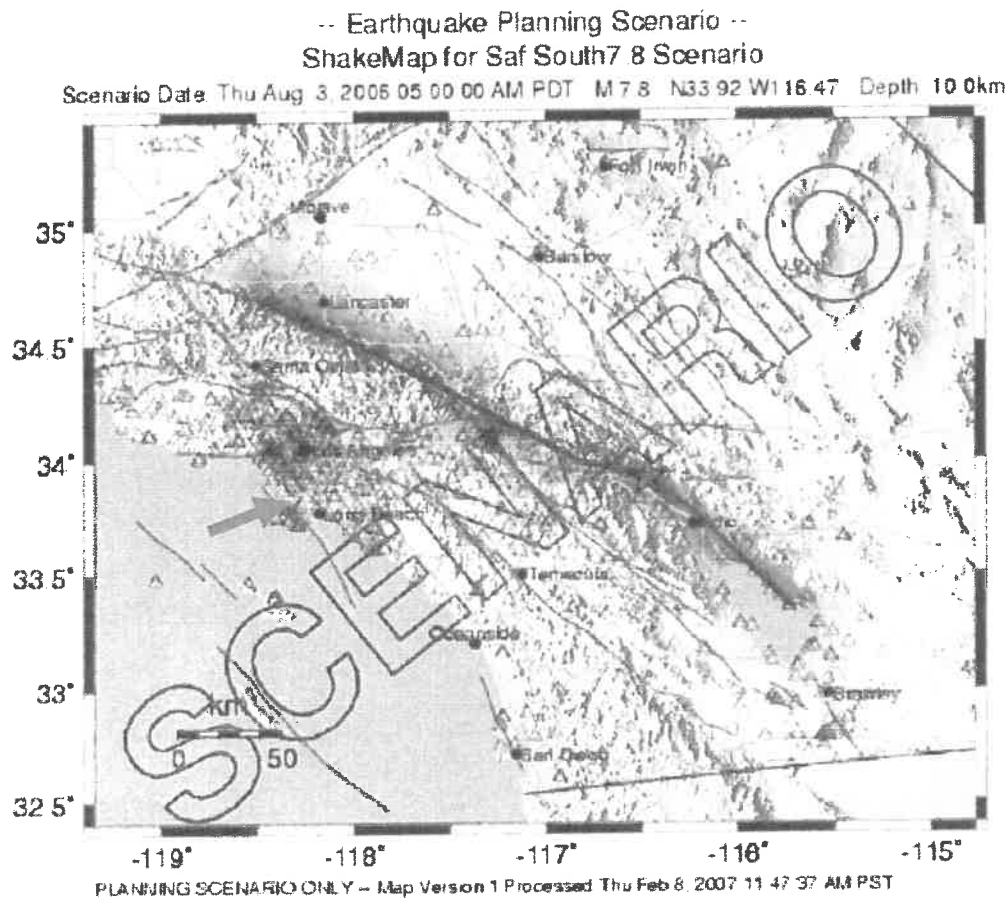 -- Earthquake Planning Scenario --
ShakeMap for Saf South7.8 Scenario
Scenario Date: Thu Aug 3, 2006 05:00:00 AM PDT M 7.8 N33.92 W116.47 Depth: 10.0km
Fort Irwin
Mojave
35°
Barstow
Lancaster
34.5°
Los Angeles
34°
Long Beach
Indio
33.5°
Temecula
Oceanside
33°
Brawley
km
0 50
San Diego
32.5°
-119° -118° -117° -116° -115°
SCENARIO
PLANNING SCENARIO ONLY -- Map Version 1 Processed Thu Feb 8, 2007 11:47:37 AM PST